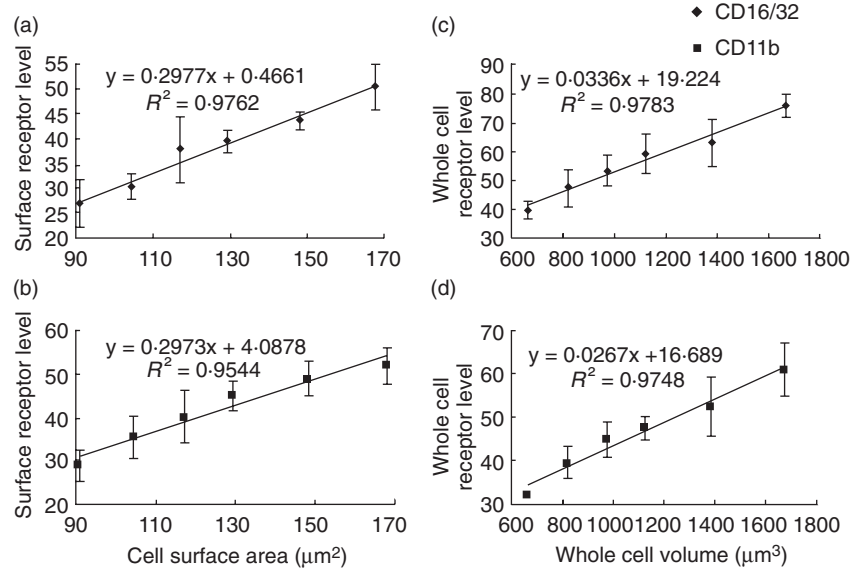 (a)
Surface receptor level
55
50
45
40
35
30
25
20
y = 0·2977x + 0·4661
R² = 0·9762
90 110 130 150 170
(b)
Surface receptor level
60
50
40
30
20
y = 0·2973x + 4·0878
R² = 0·9544
90 110 130 150 170
Cell surface area (μm²)
CD16/32
CD11b
(c)
Whole cell
receptor level
90
80
70
60
50
40
30
y = 0·0336x + 19·224
R² = 0·9783
600 800 1000 1200 1400 1600 1800
(d)
Whole cell
receptor level
70
60
50
40
30
y = 0·0267x +16·689
R² = 0·9748
600 800 1000 1200 1400 1600 1800
Whole cell volume (μm³)